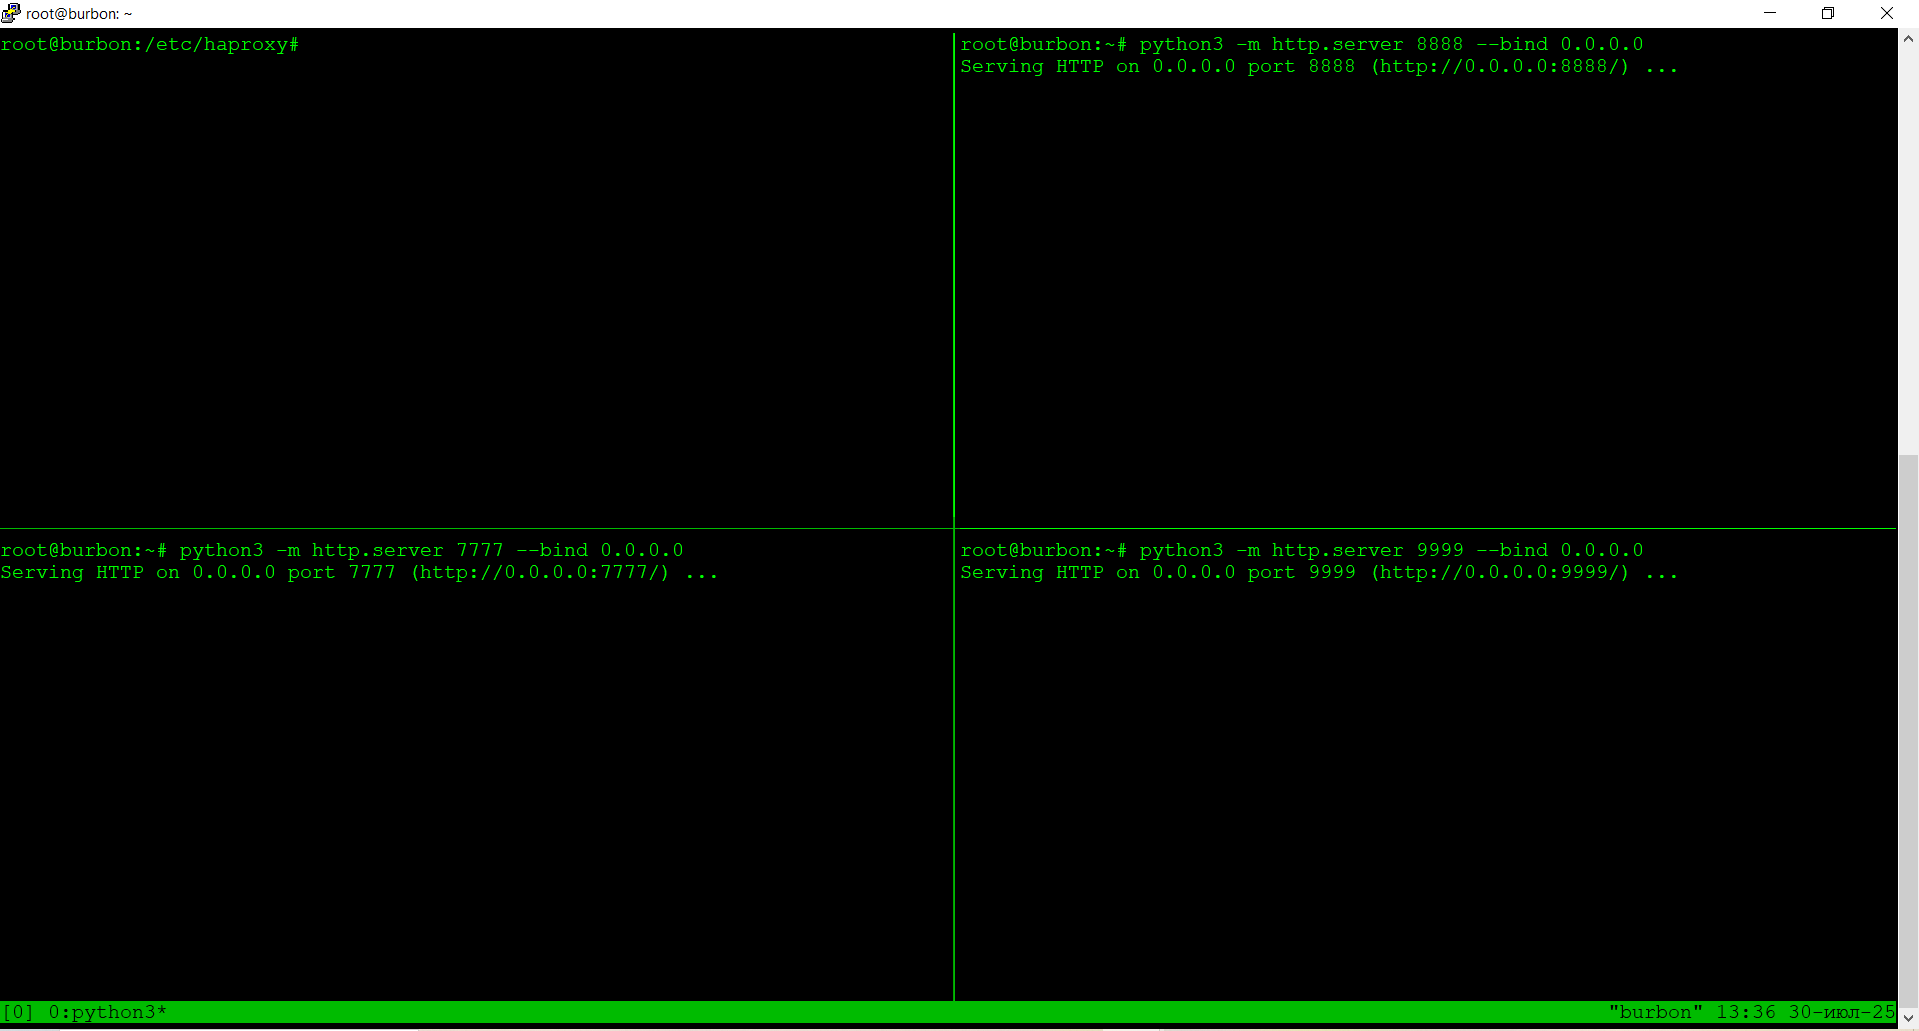 root@burbon: ~
root@burbon:/etc/haproxy#
root@burbon:~# python3 -m http.server 8888 --bind 0.0.0.0
Serving HTTP on 0.0.0.0 port 8888 (http://0.0.0.0:8888/) ...
root@burbon:~# python3 -m http.server 7777 --bind 0.0.0.0
Serving HTTP on 0.0.0.0 port 7777 (http://0.0.0.0:7777/) ...
root@burbon:~# python3 -m http.server 9999 --bind 0.0.0.0
Serving HTTP on 0.0.0.0 port 9999 (http://0.0.0.0:9999/) ...
[0] 0:python3* "burbon" 13:36 30-июл-25